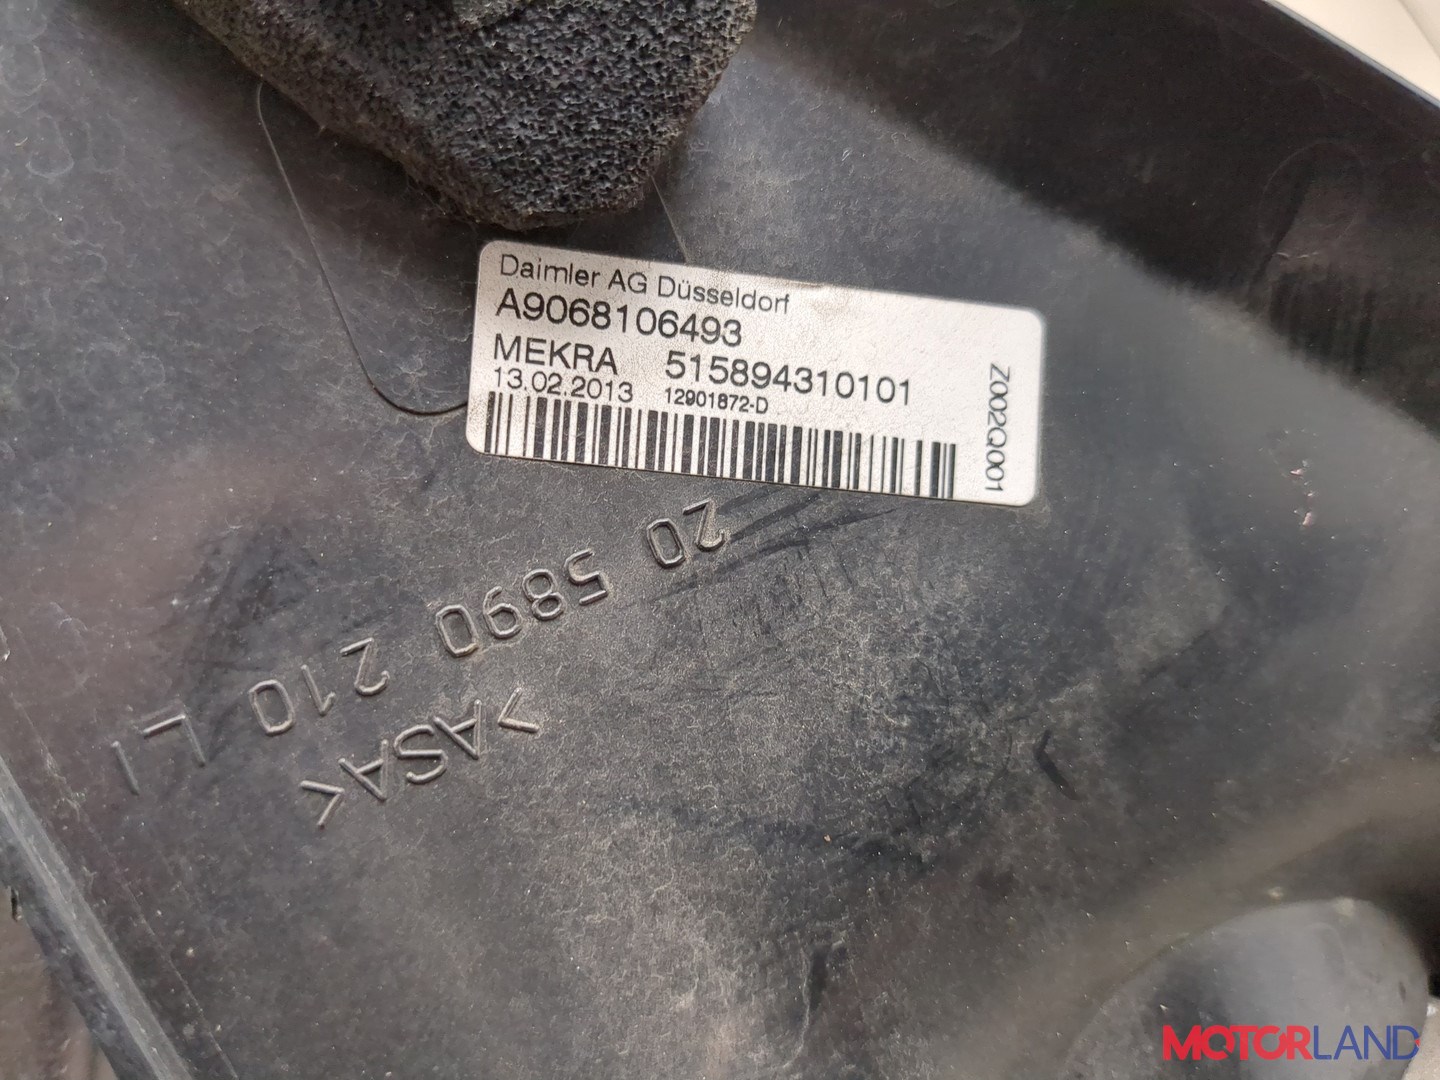 Daimler AG Düsseldorf
A9068106493
MEKRA 515894310101
13.02.2013 12901872-D
Z002Q001
20 5890 210 LI
>ASA<
MOTORLAND